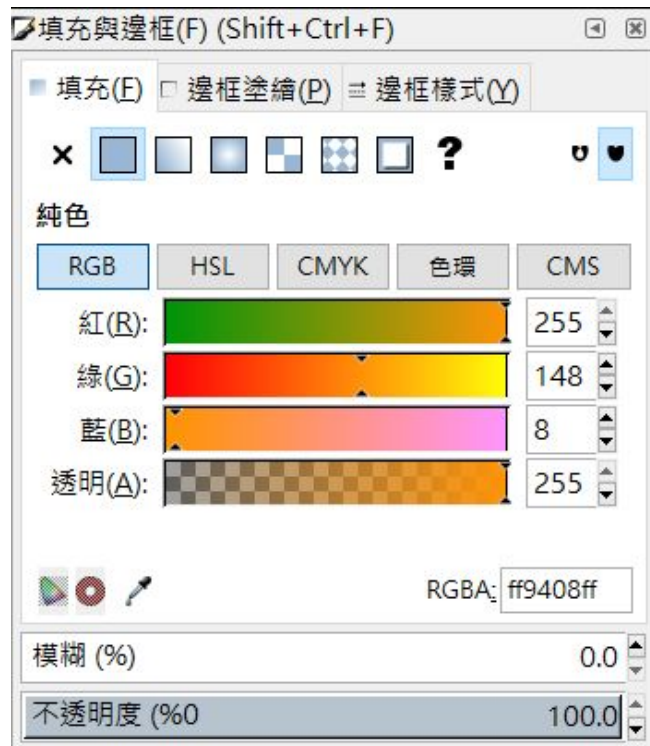 填充與邊框(F) (Shift+Ctrl+F)
填充(F) 邊框塗繪(P) 邊框樣式(Y)
?
純色
RGB HSL CMYK 色環 CMS
紅(R): 255
綠(G): 148
藍(B): 8
透明(A): 255
RGBA: ff9408ff
模糊 (%) 0.0
不透明度 (%0 100.0